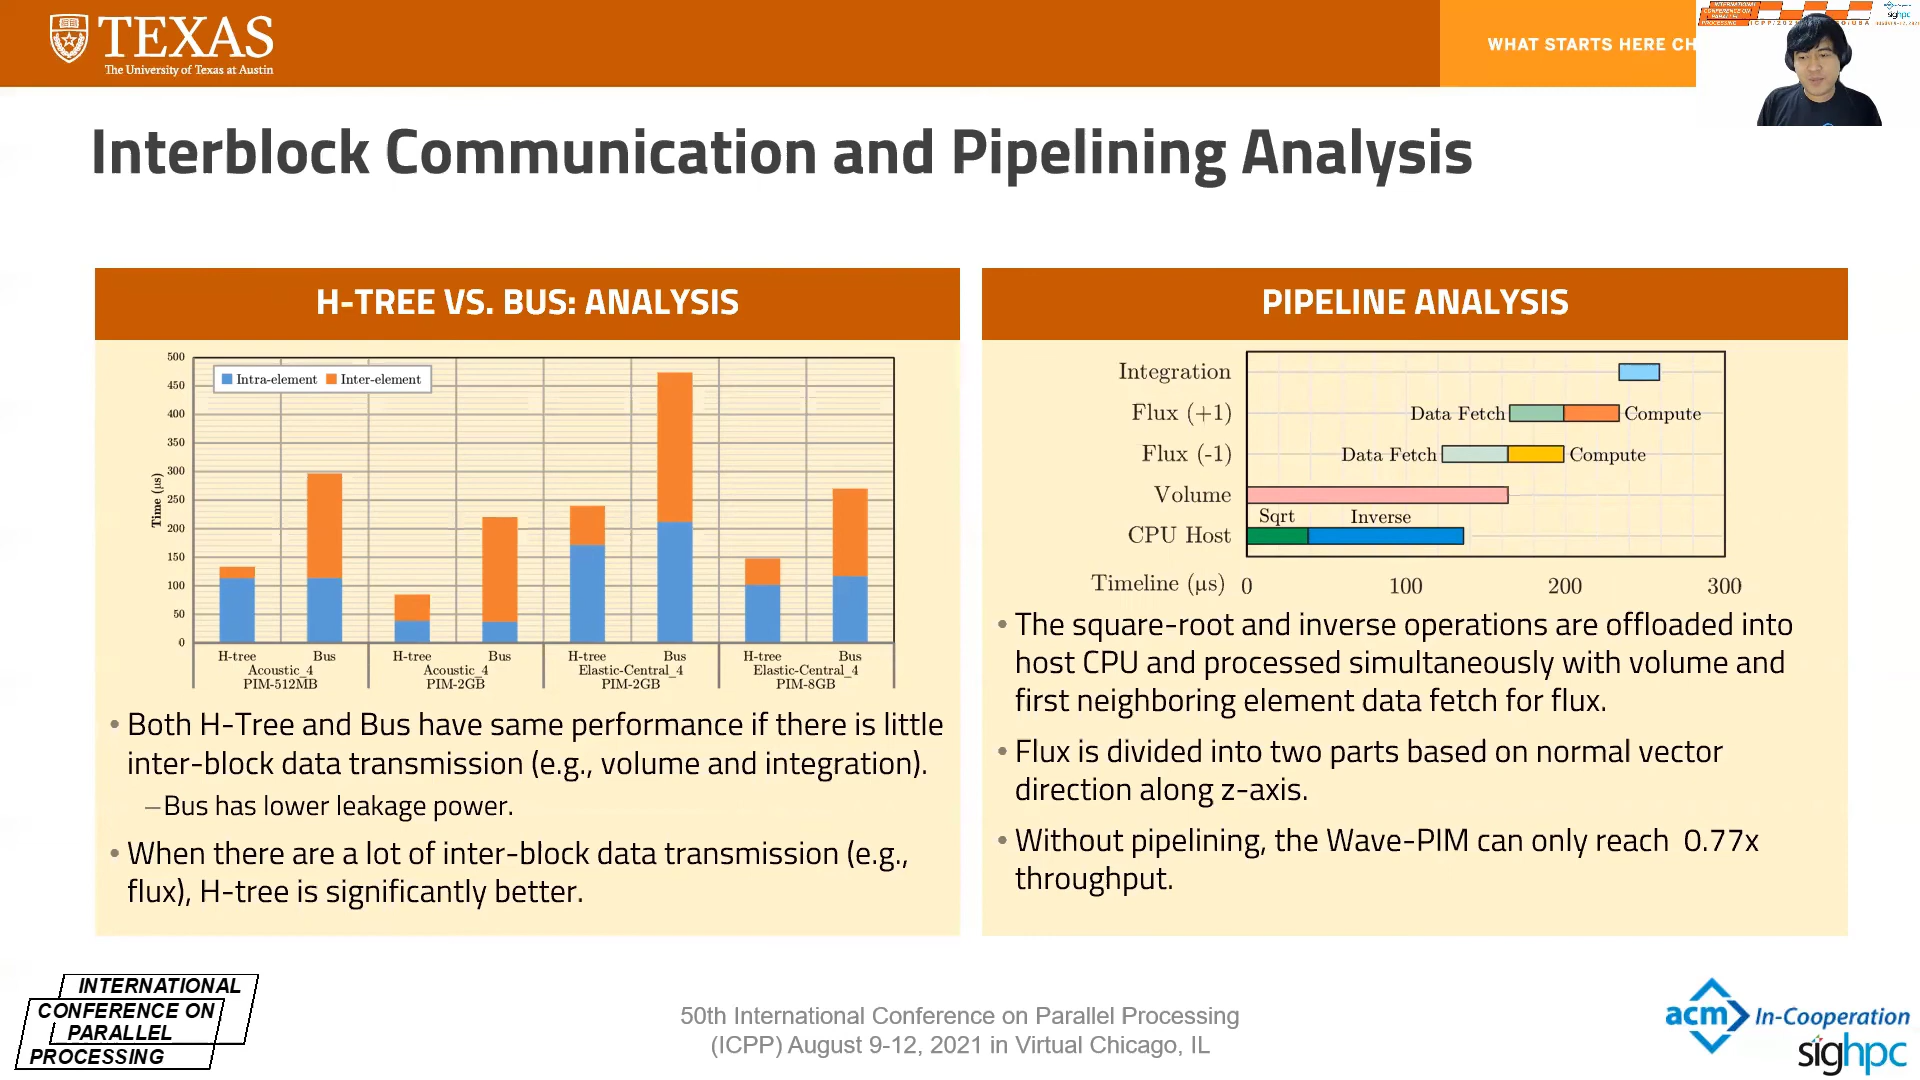 TEXAS
The University of Texas at Austin
WHAT STARTS HERE CH
INTERNATIONAL
CONFERENCE ON
PARALLEL
PROCESSING
sighpc
Interblock Communication and Pipelining Analysis
H-TREE VS. BUS: ANALYSIS
500
450
400
350
300
250
200
150
100
50
0
Time (µs)
Intra-element Inter-element
H-tree Bus H-tree Bus H-tree Bus H-tree Bus
Acoustic_4 Acoustic_4 Elastic-Central_4 Elastic-Central_4
PIM-512MB PIM-2GB PIM-2GB PIM-8GB
• Both H-Tree and Bus have same performance if there is little
inter-block data transmission (e.g., volume and integration).
–Bus has lower leakage power.
• When there are a lot of inter-block data transmission (e.g.,
flux), H-tree is significantly better.
PIPELINE ANALYSIS
Integration
Flux (+1) Data Fetch Compute
Flux (-1) Data Fetch Compute
Volume
Sqrt Inverse
CPU Host
Timeline (µs) 0 100 200 300
• The square-root and inverse operations are offloaded into
host CPU and processed simultaneously with volume and
first neighboring element data fetch for flux.
• Flux is divided into two parts based on normal vector
direction along z-axis.
• Without pipelining, the Wave-PIM can only reach 0.77x
throughput.
INTERNATIONAL
CONFERENCE ON
PARALLEL
PROCESSING
50th International Conference on Parallel Processing
(ICPP) August 9-12, 2021 in Virtual Chicago, IL
acm In-Cooperation
sighpc